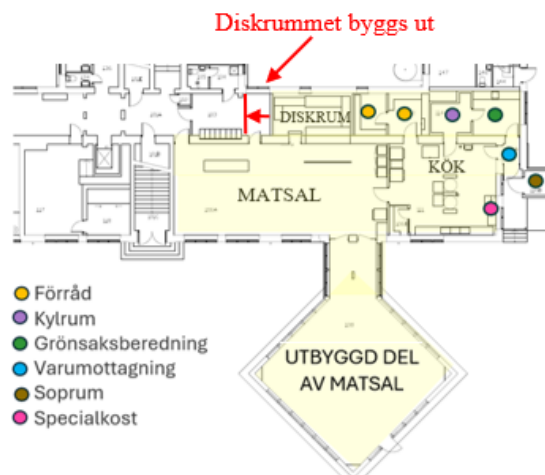 Diskrummet byggs ut
DISKRUM
MATSAL
KÖK
UTBYGGD DEL
AV MATSAL
Förråd
Kylrum
Grönsaksberedning
Varumottagning
Soprum
Specialkost